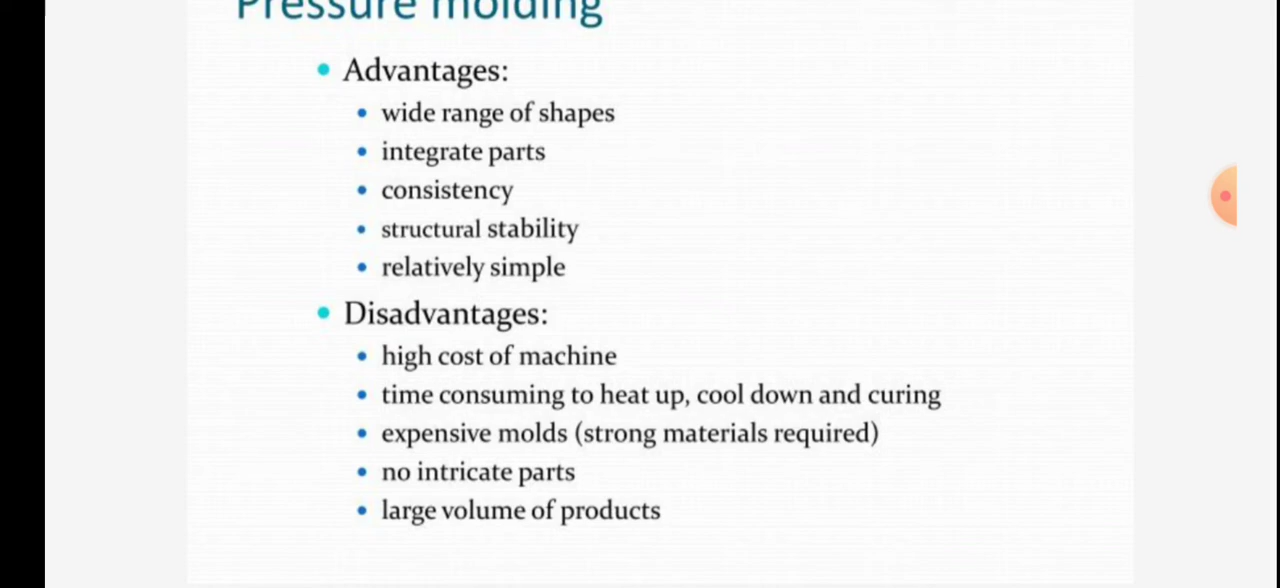 Pressure molding
Advantages:
wide range of shapes
integrate parts
consistency
structural stability
relatively simple
Disadvantages:
high cost of machine
time consuming to heat up, cool down and curing
expensive molds (strong materials required)
no intricate parts
large volume of products